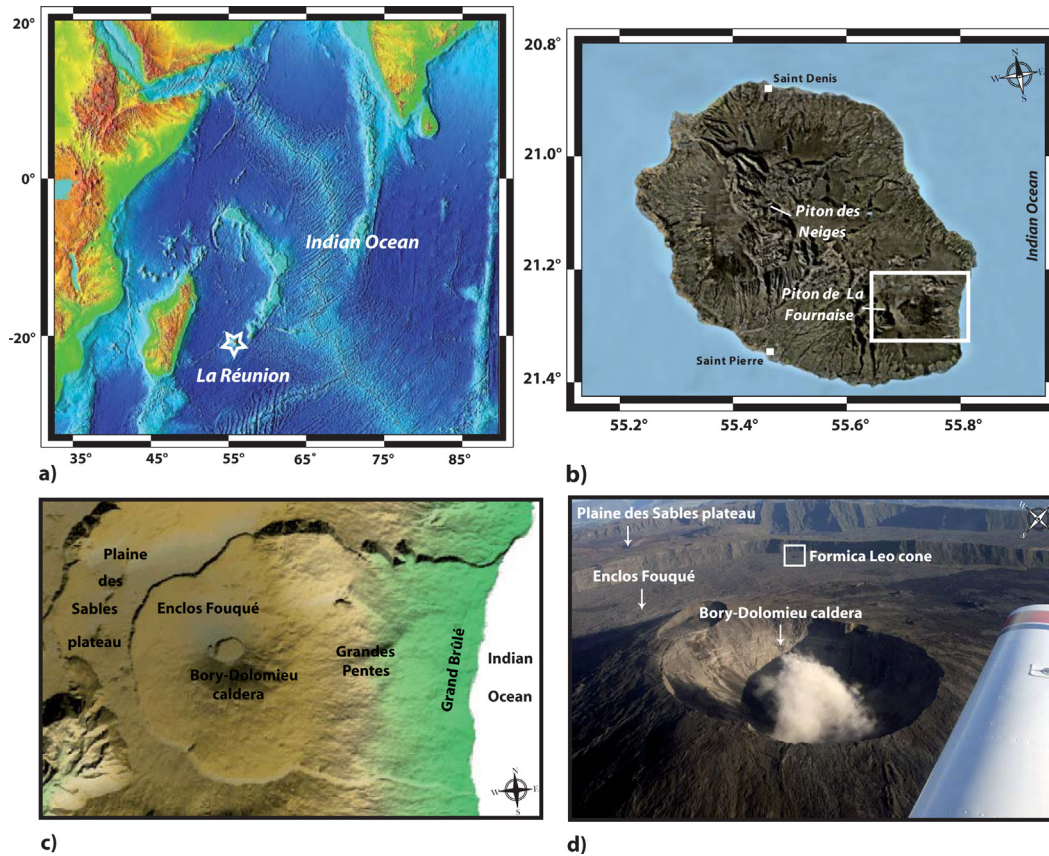 20°
0°
-20°
Indian Ocean
La Réunion
35°
45°
55°
65°
75°
85°
a)
20.8°
21.0°
21.2°
21.4°
N
W
E
S
Saint Denis
Piton des
Neiges
Piton de La
Fournaise
Saint Pierre
Indian Ocean
55.2°
55.4°
55.6°
55.8°
b)
Plaine
des
Sables
plateau
Enclos Fouqué
Bory-Dolomieu
caldera
Grandes
Pentes
Grand Brûlé
Indian
Ocean
N
W
E
S
c)
Plaine des Sables plateau
Formica Leo cone
Enclos Fouqué
Bory-Dolomieu caldera
d)